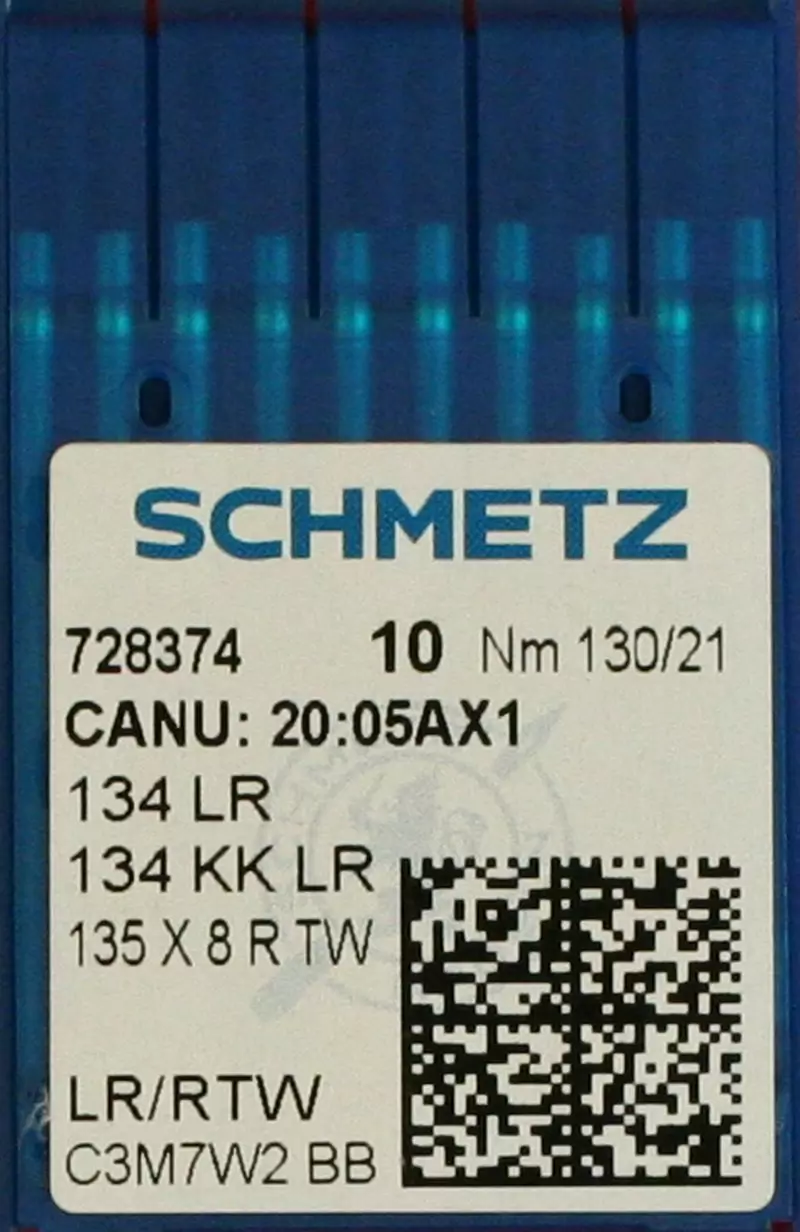 SCHMETZ
728374 10 Nm 130/21
CANU: 20:05AX1
134 LR
134 KK LR
135 X 8 R TW
LR/RTW
C3M7W2 BB